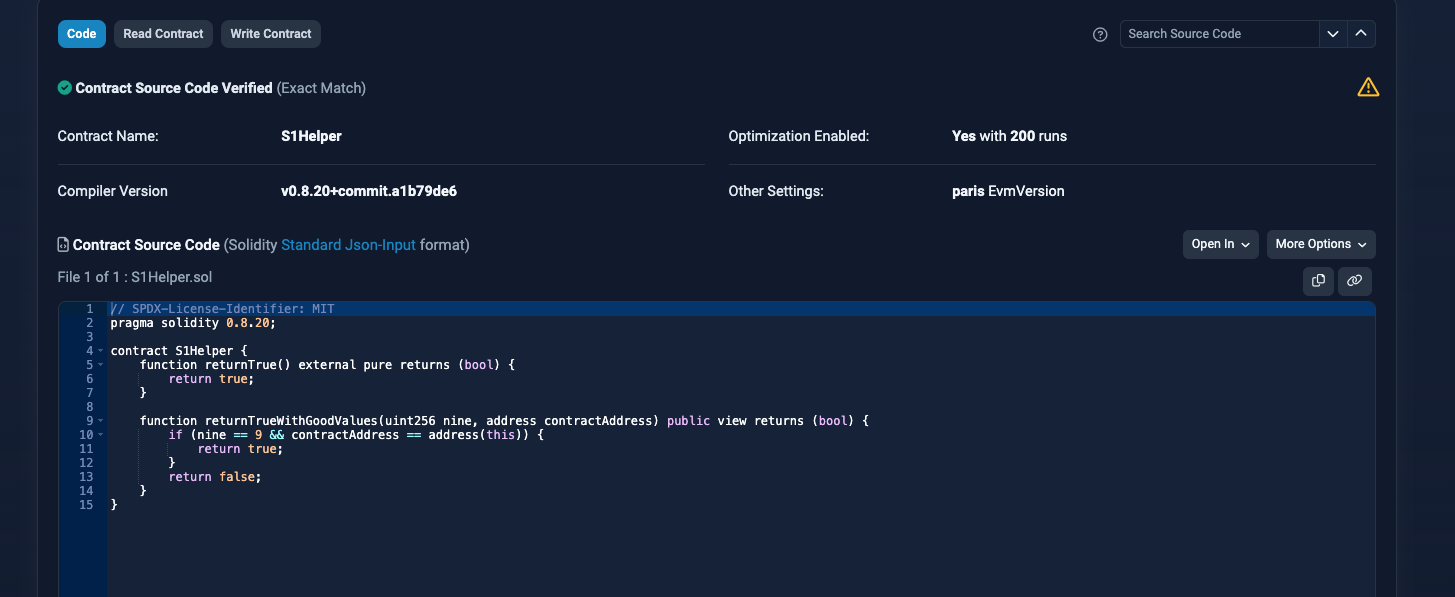 Code Read Contract Write Contract Search Source Code
Contract Source Code Verified (Exact Match)
Contract Name: S1Helper Optimization Enabled: Yes with 200 runs
Compiler Version v0.8.20+commit.a1b79de6 Other Settings: paris EvmVersion
Contract Source Code (Solidity Standard Json-Input format) Open In More Options
File 1 of 1 : S1Helper.sol
1 // SPDX-License-Identifier: MIT
2 pragma solidity 0.8.20;
3
4 contract S1Helper {
5     function returnTrue() external pure returns (bool) {
6         return true;
7     }
8
9     function returnTrueWithGoodValues(uint256 nine, address contractAddress) public view returns (bool) {
10         if (nine == 9 && contractAddress == address(this)) {
11             return true;
12         }
13         return false;
14     }
15 }